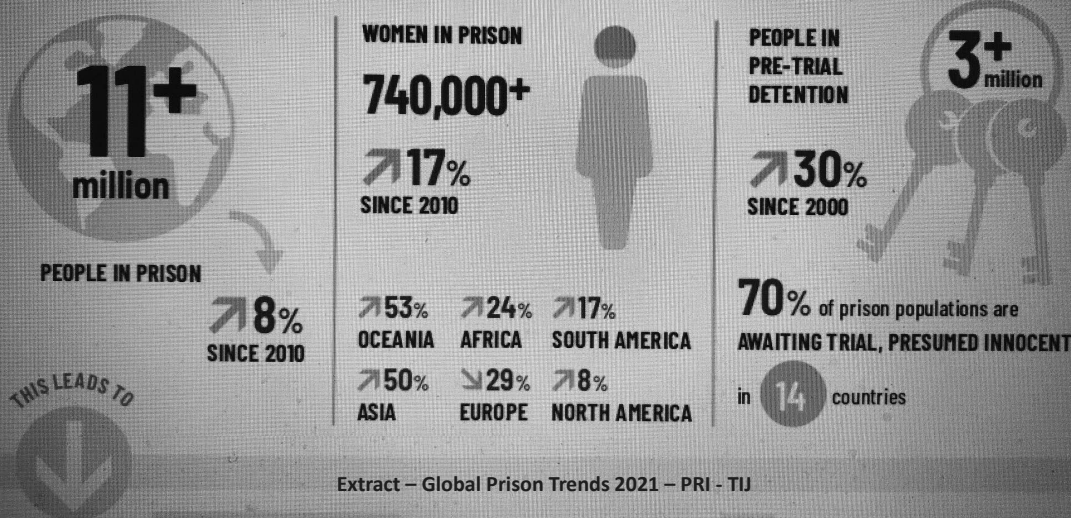 11+
million
PEOPLE IN PRISON
8%
SINCE 2010
THIS LEADS TO
WOMEN IN PRISON
740,000+
17%
SINCE 2010
53%
OCEANIA
24%
AFRICA
17%
SOUTH AMERICA
50%
ASIA
29%
EUROPE
8%
NORTH AMERICA
PEOPLE IN
PRE-TRIAL
DETENTION
3+
million
30%
SINCE 2000
70% of prison populations are
AWAITING TRIAL, PRESUMED INNOCENT
in 14 countries
Extract – Global Prison Trends 2021 – PRI - TIJ